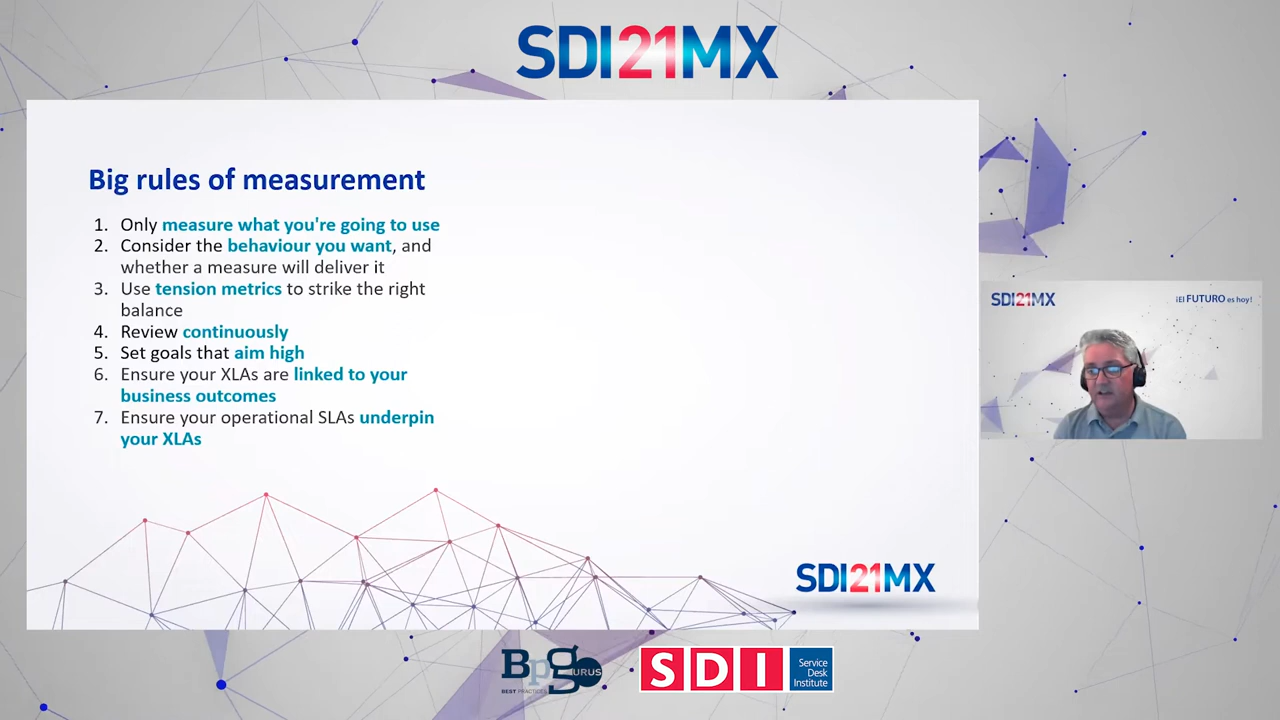 SDI21MX
Big rules of measurement
1. Only measure what you're going to use
2. Consider the behaviour you want, and
whether a measure will deliver it
3. Use tension metrics to strike the right
balance
4. Review continuously
5. Set goals that aim high
6. Ensure your XLAs are linked to your
business outcomes
7. Ensure your operational SLAs underpin
your XLAs
SDI21MX
SDI21MX
¡El FUTURO es hoy!
BpGURUS
BEST PRACTICES
SDI
Service
Desk
Institute